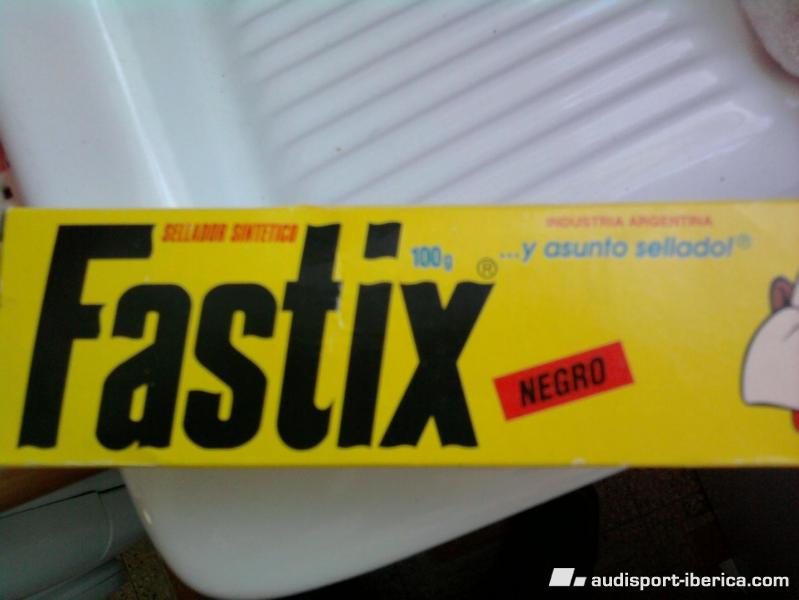 SELLADOR SINTETICO
INDUSTRIA ARGENTINA
Fastix®
100g
...y asunto sellado!®
NEGRO
audisport-iberica.com